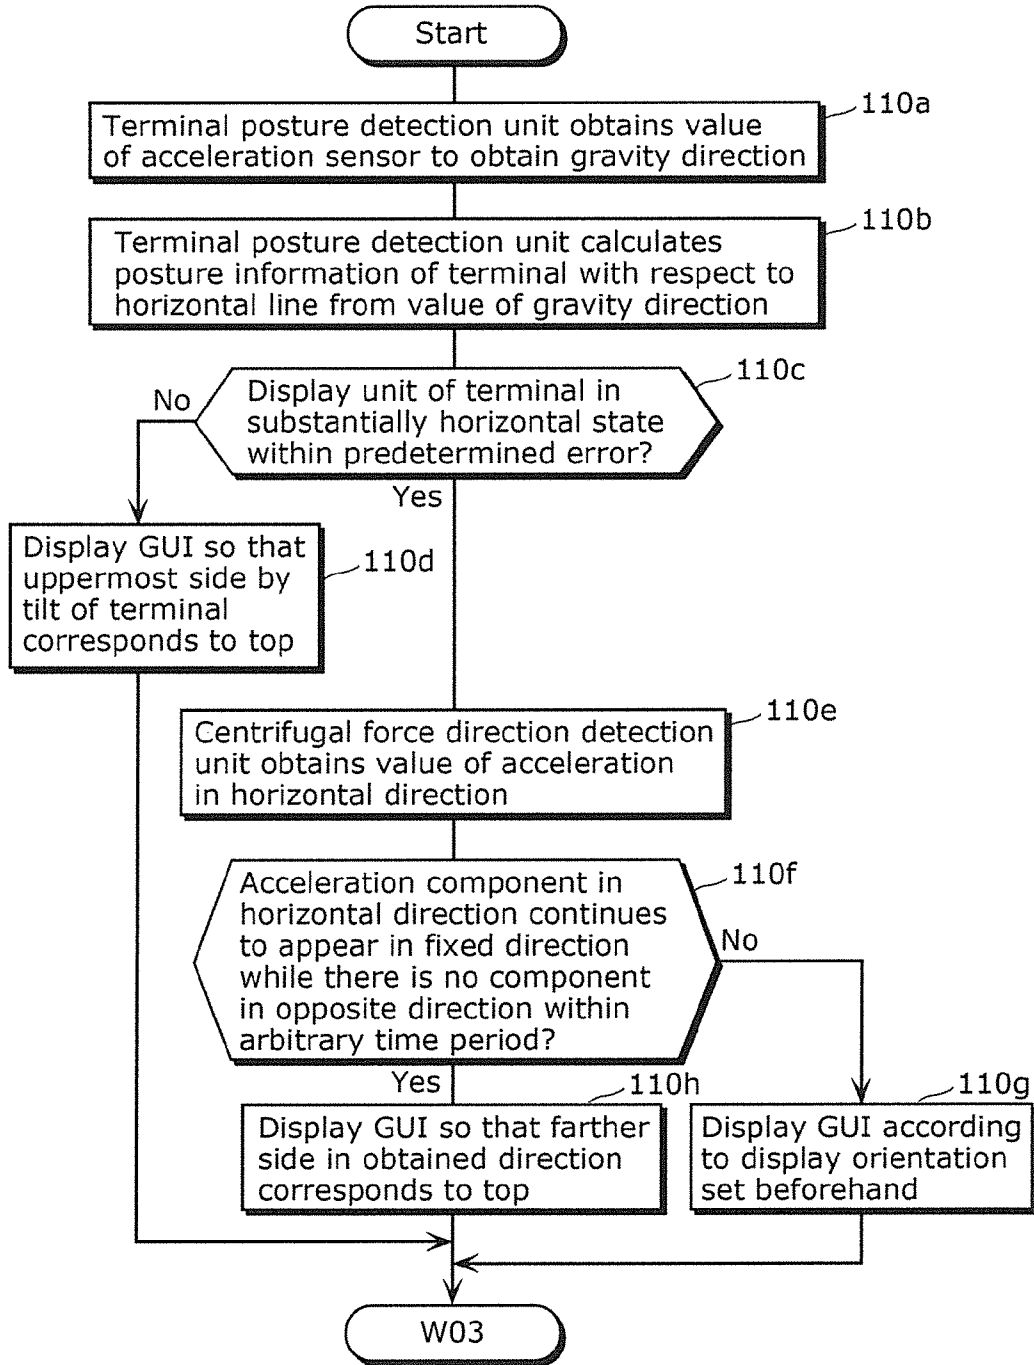 Start
110a
Terminal posture detection unit obtains value
of acceleration sensor to obtain gravity direction
110b
Terminal posture detection unit calculates
posture information of terminal with respect to
horizontal line from value of gravity direction
110c
Display unit of terminal in
substantially horizontal state
within predetermined error?
No
Yes
110d
Display GUI so that
uppermost side by
tilt of terminal
corresponds to top
110e
Centrifugal force direction detection
unit obtains value of acceleration
in horizontal direction
110f
Acceleration component in
horizontal direction continues
to appear in fixed direction
while there is no component
in opposite direction within
arbitrary time period?
No
Yes
110h
Display GUI so that farther
side in obtained direction
corresponds to top
110g
Display GUI according
to display orientation
set beforehand
W03